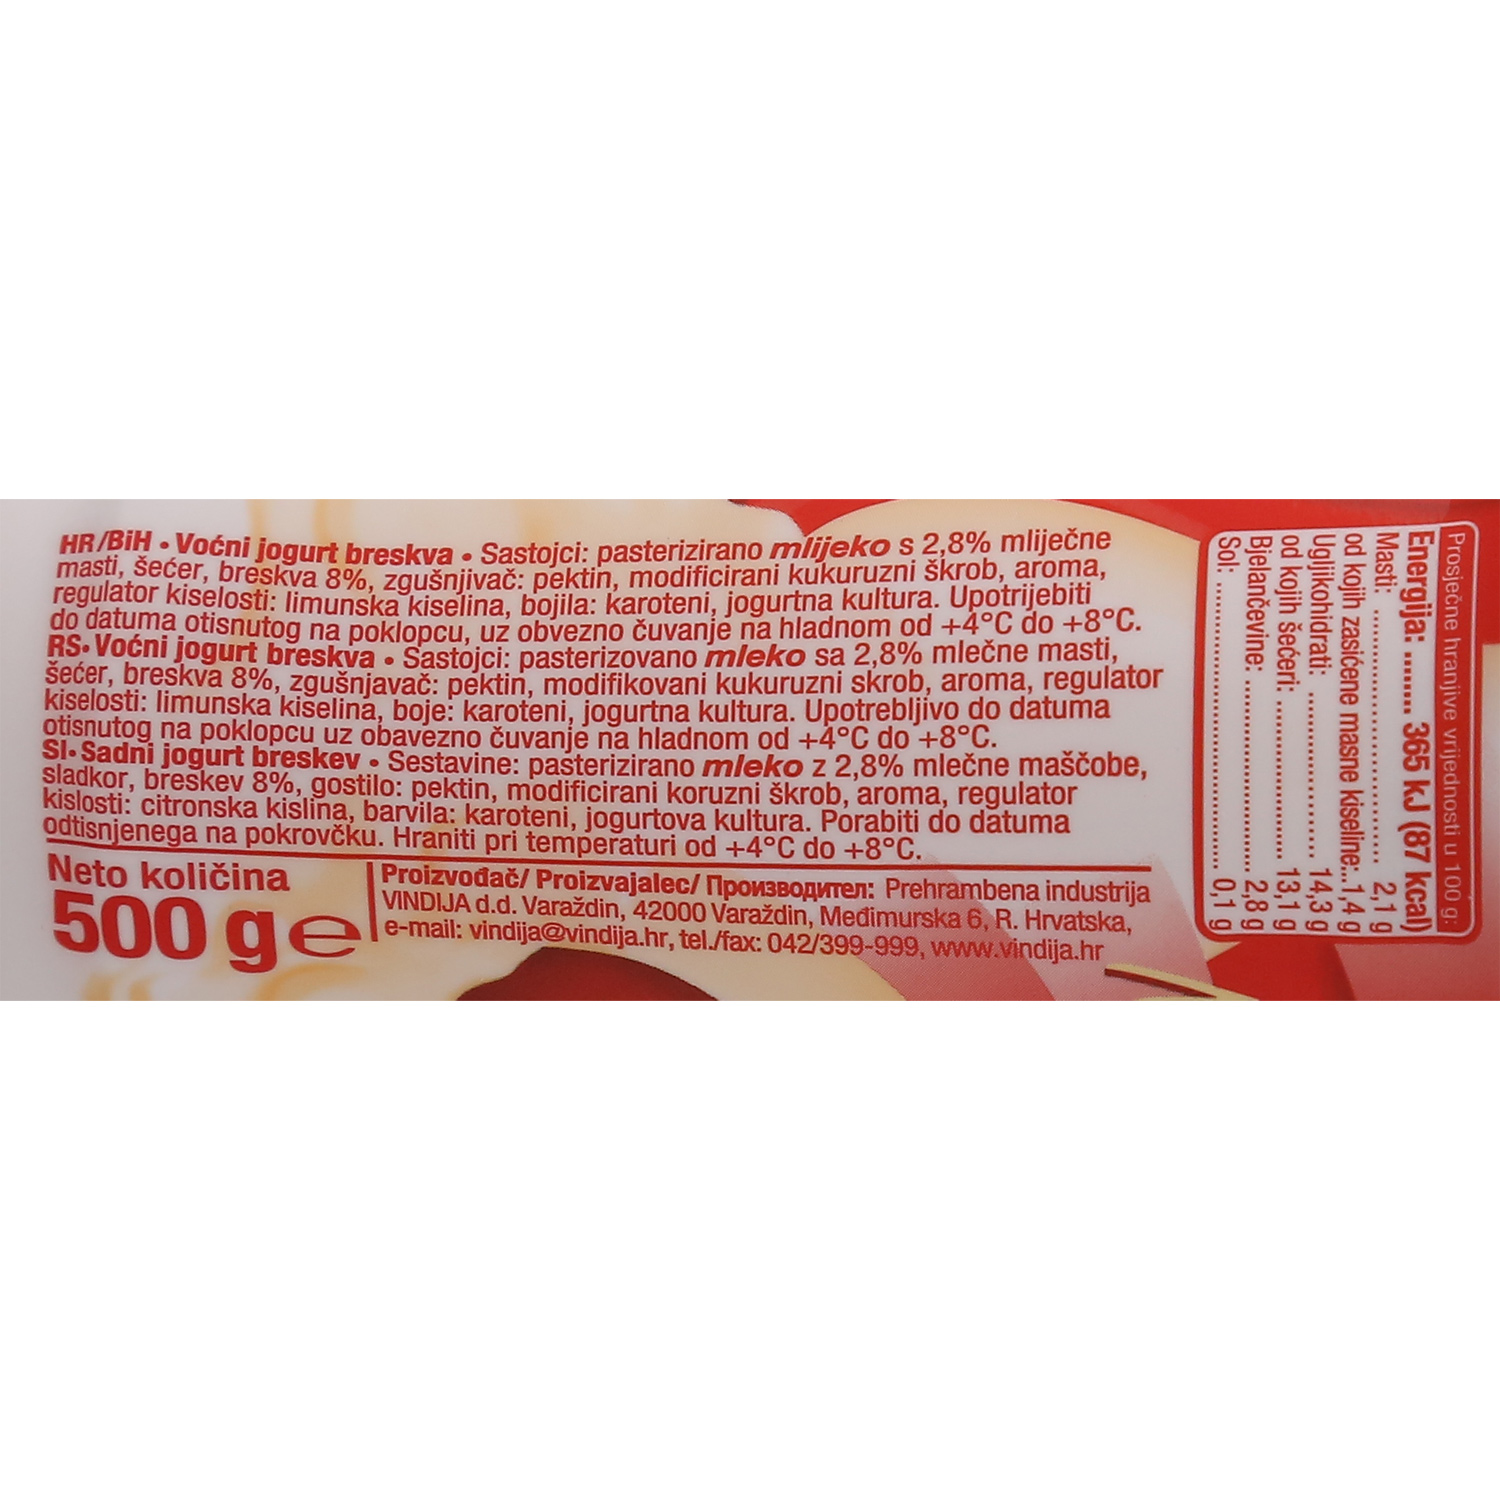 HR/BiH • Voćni jogurt breskva • Sastojci: pasterizirano mlijeko s 2,8% mliječne
masti, šećer, breskva 8%, zgušnjivač: pektin, modificirani kukuruzni škrob, aroma,
regulator kiselosti: limunska kiselina, bojila: karoteni, jogurtna kultura. Upotrijebiti
do datuma otisnutog na poklopcu, uz obvezno čuvanje na hladnom od +4°C do +8°C.
RS• Voćni jogurt breskva • Sastojci: pasterizovano mleko sa 2,8% mlečne masti,
šećer, breskva 8%, zgušnjavač: pektin, modifikovani kukuruzni skrob, aroma, regulator
kiselosti: limunska kiselina, boje: karoteni, jogurtna kultura. Upotrebljivo do datuma
otisnutog na poklopcu uz obavezno čuvanje na hladnom od +4°C do +8°C.
SI• Sadni jogurt breskev • Sestavine: pasterizirano mleko z 2,8% mlečne maščobe,
sladkor, breskev 8%, gostilo: pektin, modificirani koruzni škrob, aroma, regulator
kislosti: citronska kislina, barvila: karoteni, jogurtova kultura. Porabiti do datuma
odtisnjenega na pokrovčku. Hraniti pri temperaturi od +4°C do +8°C.
Neto količina
500 g e
Proizvođač/ Proizvajalec/ Производител: Prehrambena industrija
VINDIJA d.d. Varaždin, 42000 Varaždin, Međimurska 6, R. Hrvatska,
e-mail: vindija@vindija.hr, tel./fax: 042/399-999, www.vindija.hr
Prosječne hranjive vrijednosti u 100 g:
Energija: ........ 365 kJ (87 kcal)
Masti: .............................. 2,1 g
od kojih zasićene masne kiseline:...1,4 g
Ugljikohidrati: ..................... 14,3 g
od kojih šećeri: ................... 13,1 g
Bjelančevine: ...................... 2,8 g
Sol: .................................. 0,1 g